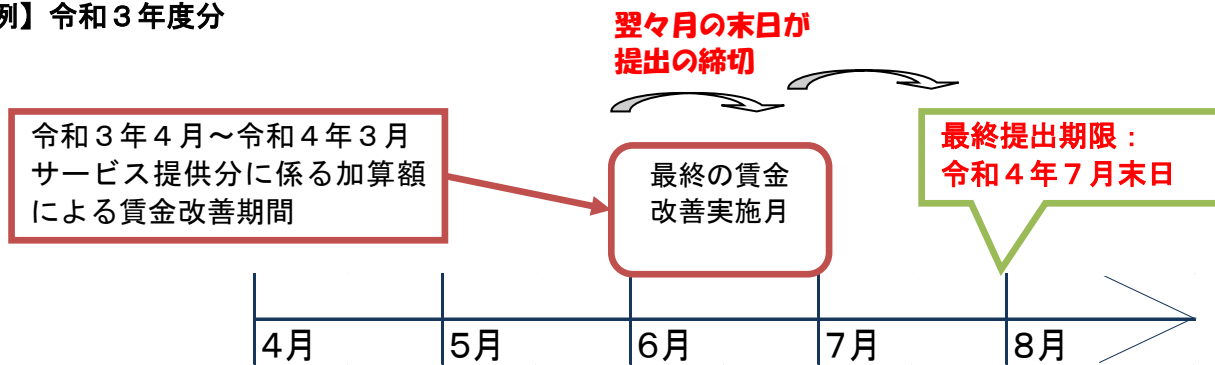 例】令和３年度分
翌々月の末日が
提出の締切
令和３年４月～令和４年３月
サービス提供分に係る加算額
による賃金改善期間
最終の賃金
改善実施月
最終提出期限：
令和４年７月末日
4月
5月
6月
7月
8月